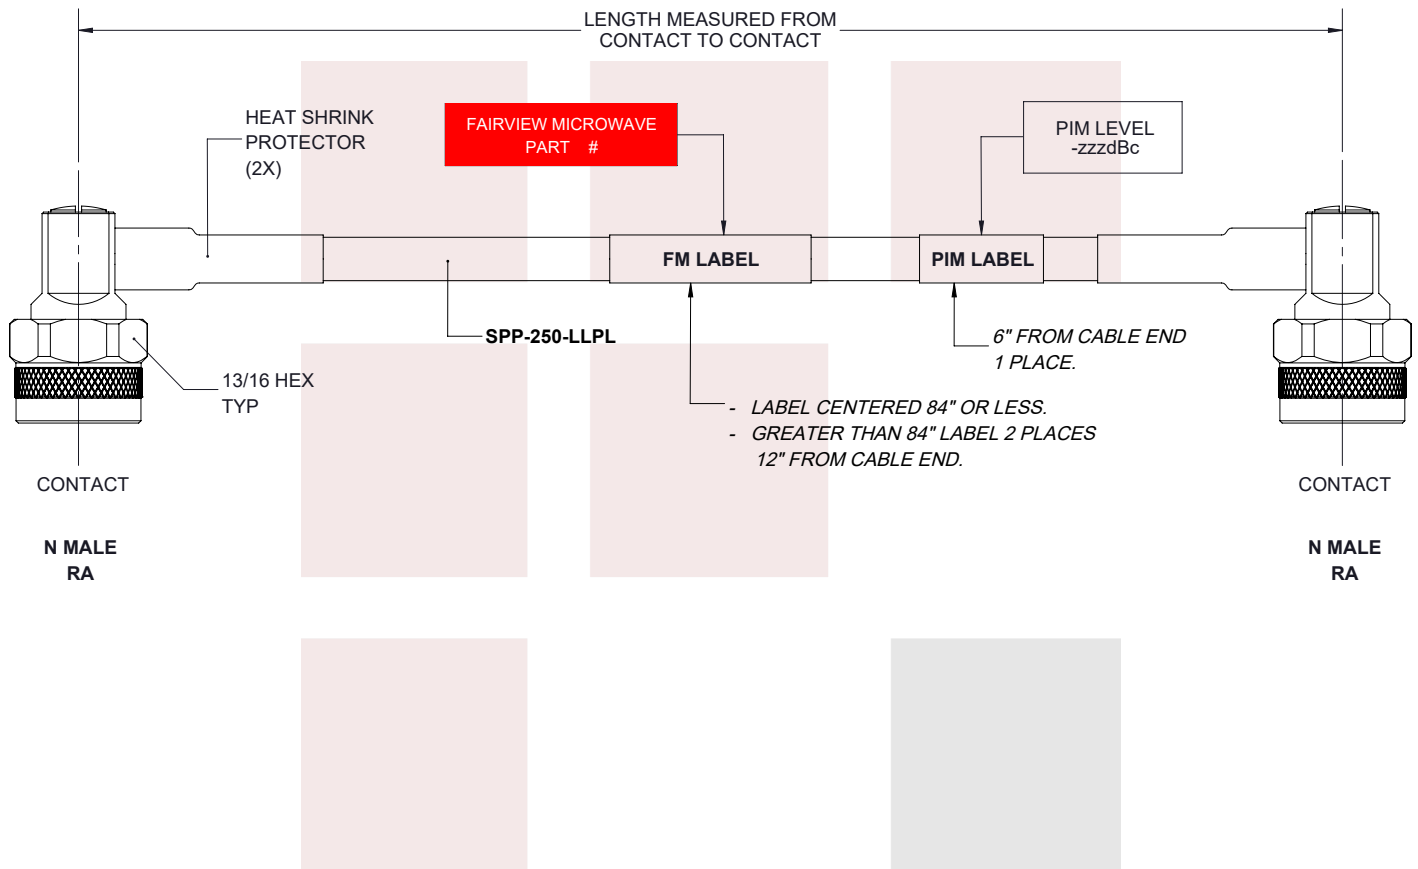 LENGTH MEASURED FROM
CONTACT TO CONTACT
HEAT SHRINK
PROTECTOR
(2X)
FAIRVIEW MICROWAVE
PART #
PIM LEVEL
-zzzdBc
FM LABEL
PIM LABEL
SPP-250-LLPL
6" FROM CABLE END
1 PLACE.
13/16 HEX
TYP
- LABEL CENTERED 84" OR LESS.
- GREATER THAN 84" LABEL 2 PLACES
12" FROM CABLE END.
CONTACT
N MALE
RA
CONTACT
N MALE
RA